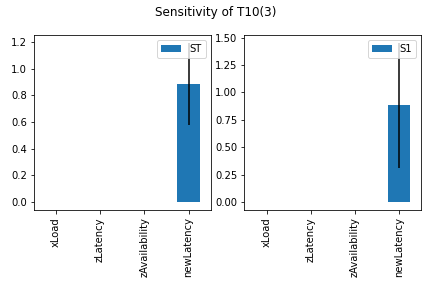 Sensitivity of T10(3)
ST
1.2
1.0
0.8
0.6
0.4
0.2
0.0
xLoad
zLatency
zAvailability
newLatency
S1
1.50
1.25
1.00
0.75
0.50
0.25
0.00
xLoad
zLatency
zAvailability
newLatency